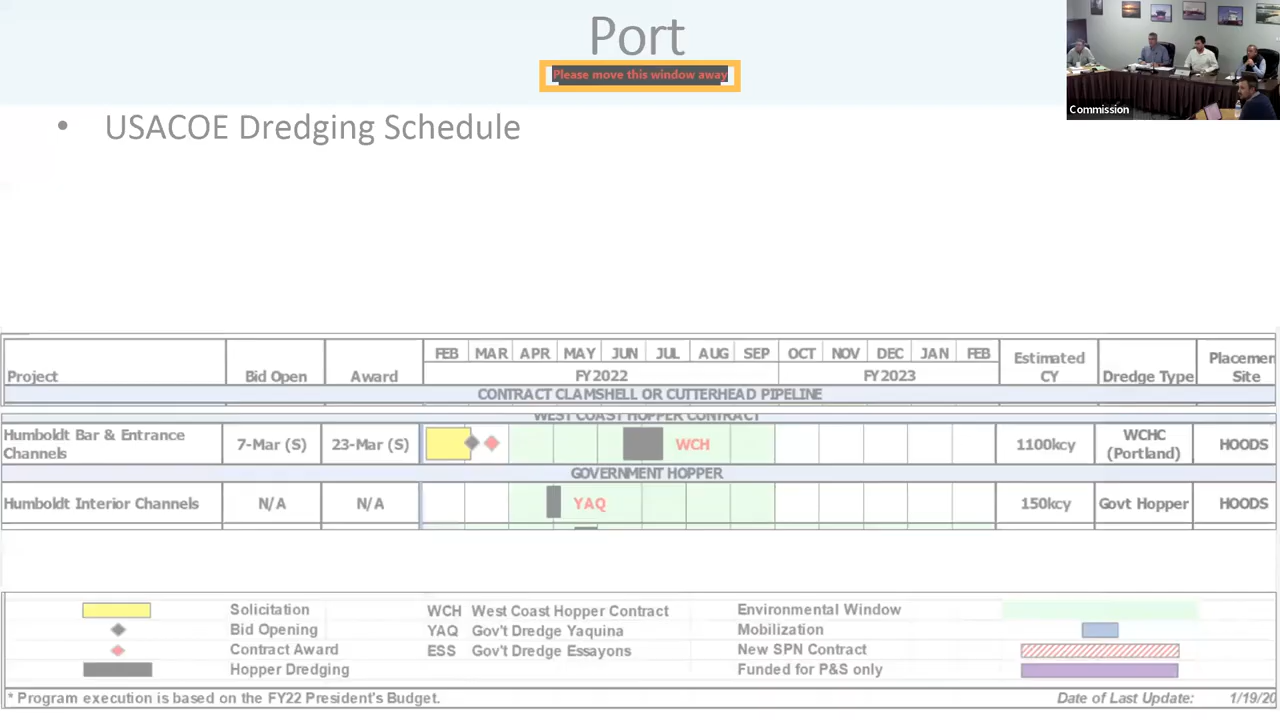 Port
Please move this window away
Commission
• USACOE Dredging Schedule
Project Bid Open Award FEB MAR APR MAY JUN JUL AUG SEP OCT NOV DEC JAN FEB Estimated CY Dredge Type Placemen Site
FY2022 FY2023
CONTRACT CLAMSHELL OR CUTTERHEAD PIPELINE
WEST COAST HOPPER CONTRACT
Humboldt Bar & Entrance Channels 7-Mar (S) 23-Mar (S) WCH 1100kcy WCHC (Portland) HOODS
GOVERNMENT HOPPER
Humboldt Interior Channels N/A N/A YAQ 150kcy Govt Hopper HOODS
Solicitation WCH West Coast Hopper Contract Environmental Window
Bid Opening YAQ Gov't Dredge Yaquina Mobilization
Contract Award ESS Gov't Dredge Essayons New SPN Contract
Hopper Dredging Funded for P&S only
* Program execution is based on the FY22 President's Budget. Date of Last Update: 1/19/20